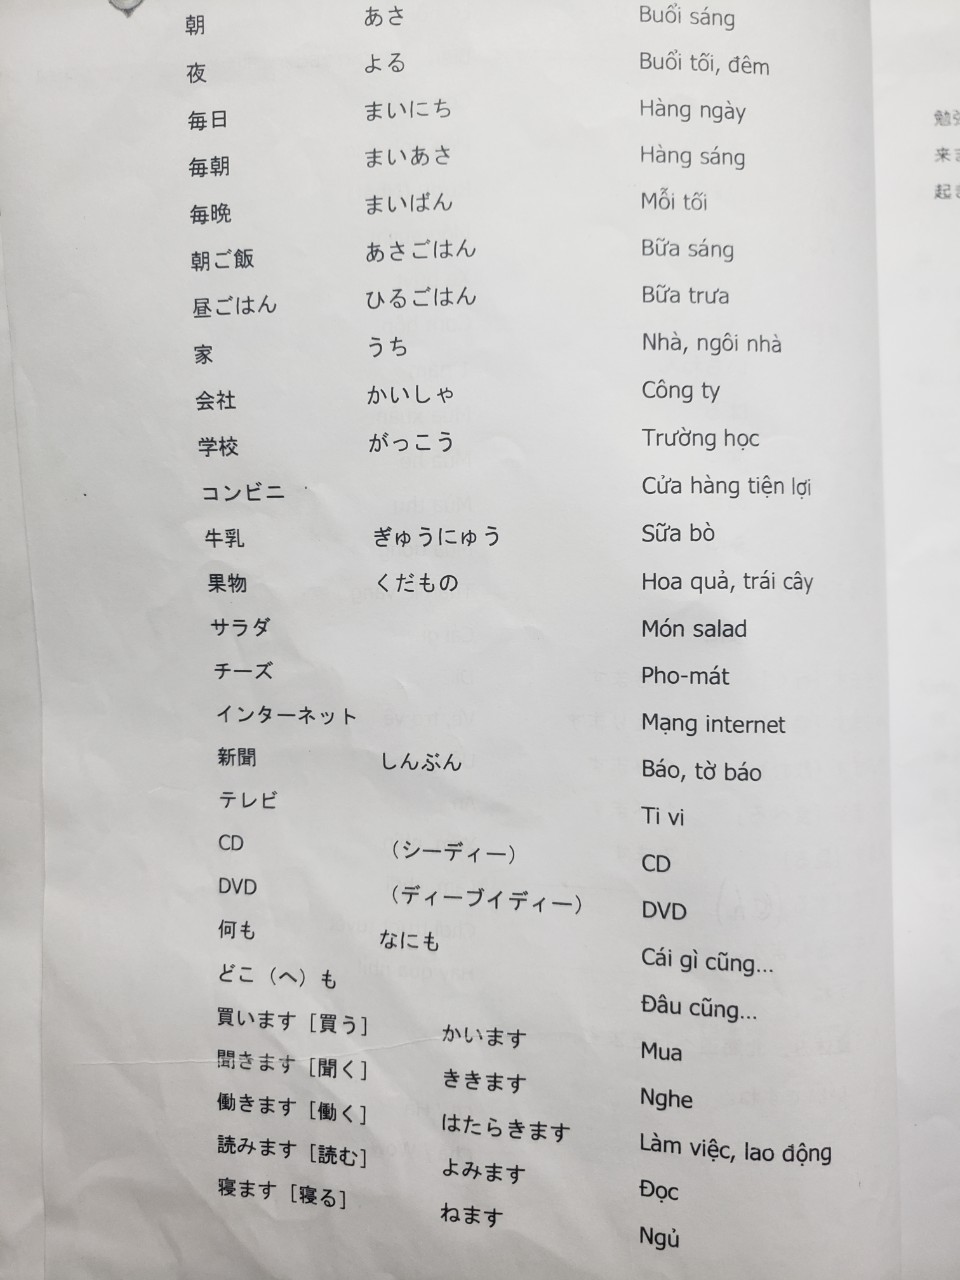 朝 あさ Buổi sáng
夜 よる Buổi tối, đêm
毎日 まいにち Hàng ngày
毎朝 まいあさ Hàng sáng
毎晩 まいばん Mỗi tối
朝ご飯 あさごはん Bữa sáng
昼ごはん ひるごはん Bữa trưa
家 うち Nhà, ngôi nhà
会社 かいしゃ Công ty
学校 がっこう Trường học
コンビニ Cửa hàng tiện lợi
牛乳 ぎゅうにゅう Sữa bò
果物 くだもの Hoa quả, trái cây
サラダ Món salad
チーズ Pho-mát
インターネット Mạng internet
新聞 しんぶん Báo, tờ báo
テレビ Ti vi
CD （シーディー） CD
DVD （ディーブイディー） DVD
何も なにも Cái gì cũng...
どこ（へ）も Đâu cũng...
買います［買う］ かいます Mua
聞きます［聞く］ ききます Nghe
働きます［働く］ はたらきます Làm việc, lao động
読みます［読む］ よみます Đọc
寝ます［寝る］ ねます Ngủ